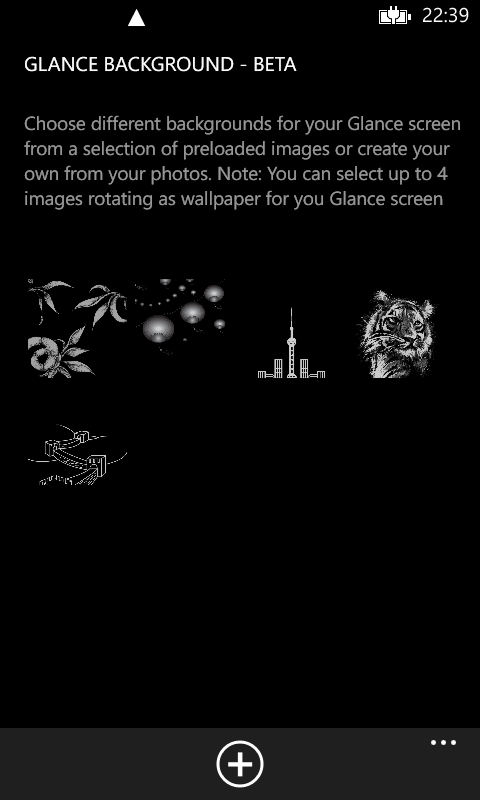 22:39
GLANCE BACKGROUND - BETA
Choose different backgrounds for your Glance screen
from a selection of preloaded images or create your
own from your photos. Note: You can select up to 4
images rotating as wallpaper for you Glance screen